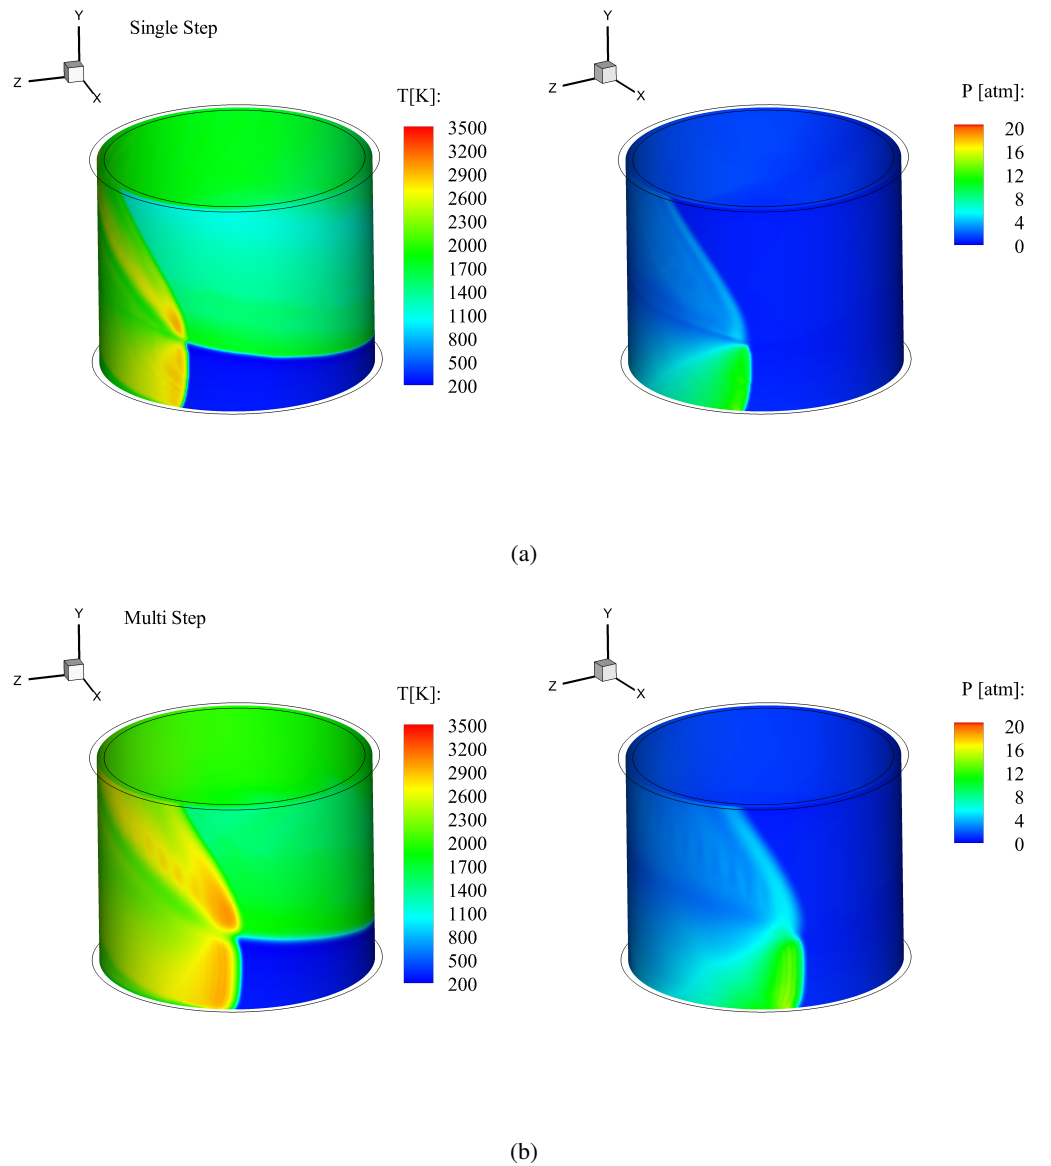 Single Step
Y
Z
X
T[K]:
3500
3200
2900
2600
2300
2000
1700
1400
1100
800
500
200
Y
Z
X
P [atm]:
20
16
12
8
4
0
(a)
Multi Step
Y
Z
X
T[K]:
3500
3200
2900
2600
2300
2000
1700
1400
1100
800
500
200
Y
Z
X
P [atm]:
20
16
12
8
4
0
(b)